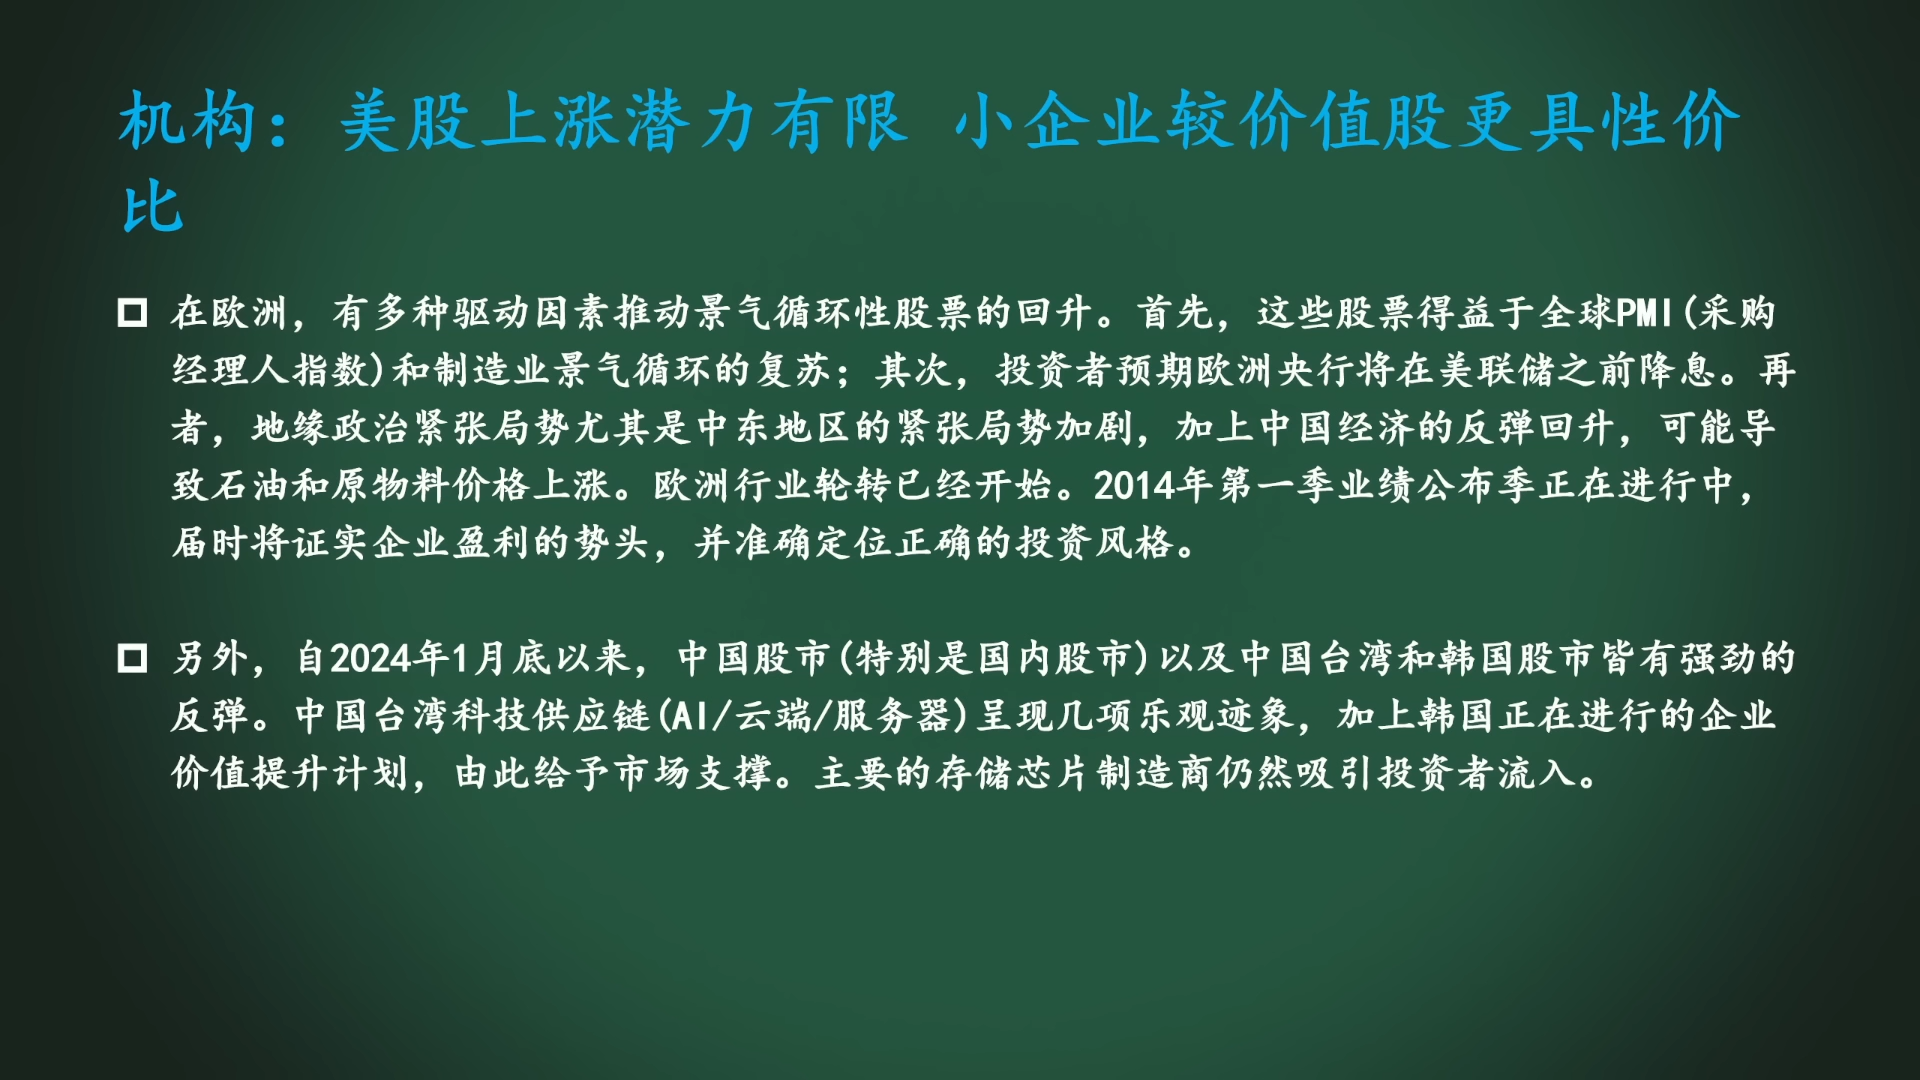 机构：美股上涨潜力有限 小企业较价值股更具性价
比
在欧洲，有多种驱动因素推动景气循环性股票的回升。首先，这些股票得益于全球PMI(采购
经理人指数)和制造业景气循环的复苏；其次，投资者预期欧洲央行将在美联储之前降息。再
者，地缘政治紧张局势尤其是中东地区的紧张局势加剧，加上中国经济的反弹回升，可能导
致石油和原物料价格上涨。欧洲行业轮转已经开始。2014年第一季业绩公布季正在进行中，
届时将证实企业盈利的势头，并准确定位正确的投资风格。
另外，自2024年1月底以来，中国股市(特别是国内股市)以及中国台湾和韩国股市皆有强劲的
反弹。中国台湾科技供应链(AI/云端/服务器)呈现几项乐观迹象，加上韩国正在进行的企业
价值提升计划，由此给予市场支撑。主要的存储芯片制造商仍然吸引投资者流入。